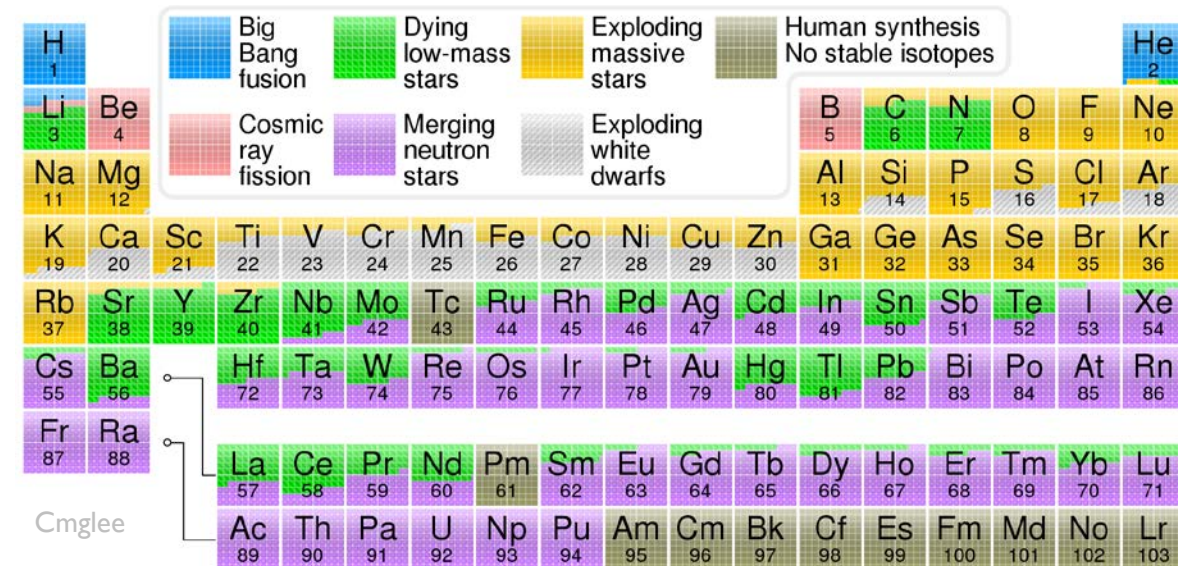 Big
Bang
fusion
Dying
low-mass
stars
Exploding
massive
stars
Human synthesis
No stable isotopes
Cosmic
ray
fission
Merging
neutron
stars
Exploding
white
dwarfs
H He
1 2
Li Be B C N O F Ne
3 4 5 6 7 8 9 10
Na Mg Al Si P S Cl Ar
11 12 13 14 15 16 17 18
K Ca Sc Ti V Cr Mn Fe Co Ni Cu Zn Ga Ge As Se Br Kr
19 20 21 22 23 24 25 26 27 28 29 30 31 32 33 34 35 36
Rb Sr Y Zr Nb Mo Tc Ru Rh Pd Ag Cd In Sn Sb Te I Xe
37 38 39 40 41 42 43 44 45 46 47 48 49 50 51 52 53 54
Cs Ba Hf Ta W Re Os Ir Pt Au Hg Tl Pb Bi Po At Rn
55 56 72 73 74 75 76 77 78 79 80 81 82 83 84 85 86
Fr Ra
87 88
La Ce Pr Nd Pm Sm Eu Gd Tb Dy Ho Er Tm Yb Lu
57 58 59 60 61 62 63 64 65 66 67 68 69 70 71
Ac Th Pa U Np Pu Am Cm Bk Cf Es Fm Md No Lr
89 90 91 92 93 94 95 96 97 98 99 100 101 102 103
Cmglee